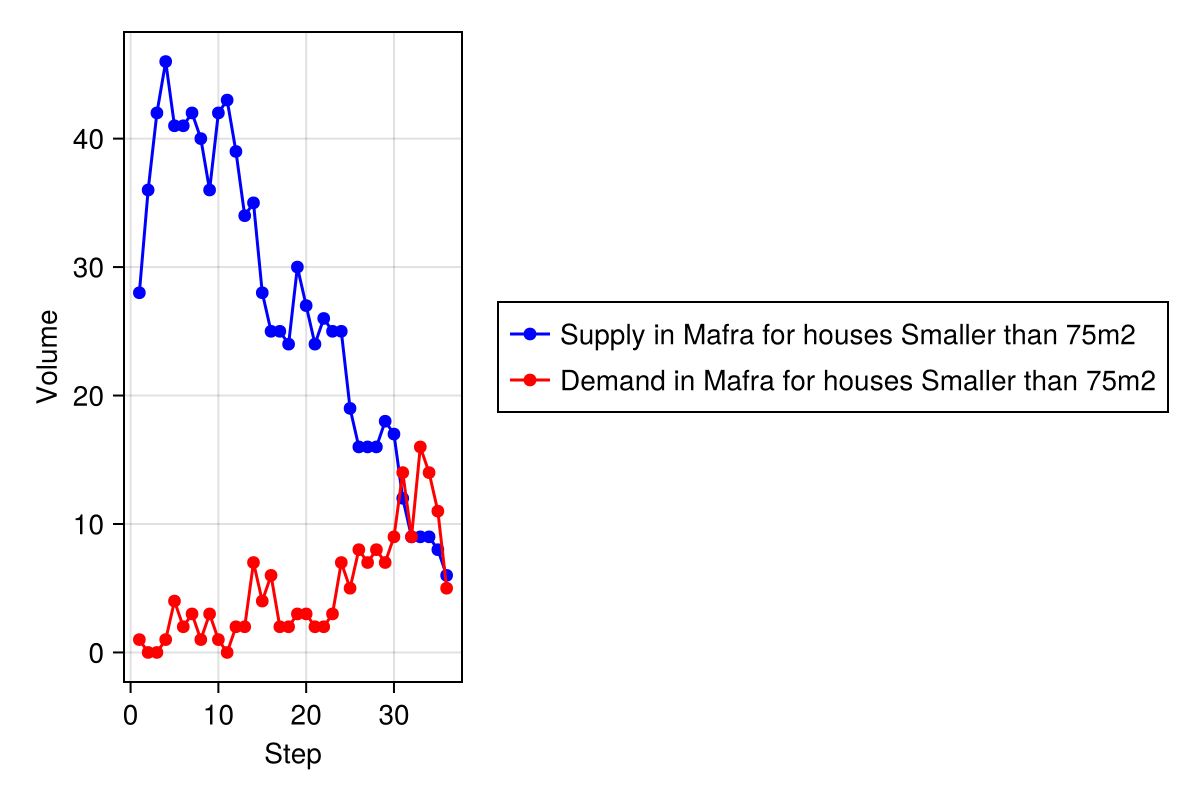 Volume
40
30
20
10
0
0 10 20 30
Step
Supply in Mafra for houses Smaller than 75m2
Demand in Mafra for houses Smaller than 75m2